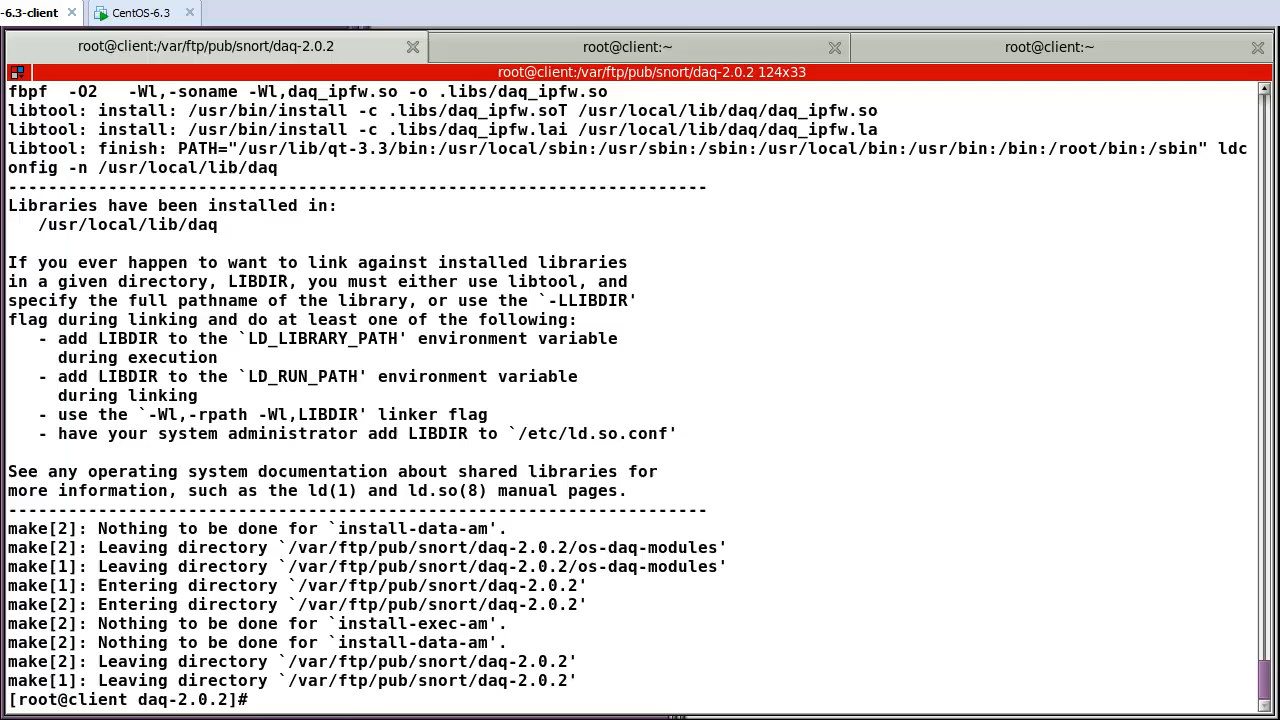 -6.3-client
CentOS-6.3
root@client:/var/ftp/pub/snort/daq-2.0.2
root@client:~
root@client:~
root@client:/var/ftp/pub/snort/daq-2.0.2 124x33
fbpf  -O2   -Wl,-soname -Wl,daq_ipfw.so -o .libs/daq_ipfw.so
libtool: install: /usr/bin/install -c .libs/daq_ipfw.soT /usr/local/lib/daq/daq_ipfw.so
libtool: install: /usr/bin/install -c .libs/daq_ipfw.lai /usr/local/lib/daq/daq_ipfw.la
libtool: finish: PATH="/usr/lib/qt-3.3/bin:/usr/local/sbin:/usr/sbin:/sbin:/usr/local/bin:/usr/bin:/bin:/root/bin:/sbin" ldc
onfig -n /usr/local/lib/daq
----------------------------------------------------------------------
Libraries have been installed in:
   /usr/local/lib/daq
If you ever happen to want to link against installed libraries
in a given directory, LIBDIR, you must either use libtool, and
specify the full pathname of the library, or use the `-LLIBDIR'
flag during linking and do at least one of the following:
   - add LIBDIR to the `LD_LIBRARY_PATH' environment variable
     during execution
   - add LIBDIR to the `LD_RUN_PATH' environment variable
     during linking
   - use the `-Wl,-rpath -Wl,LIBDIR' linker flag
   - have your system administrator add LIBDIR to `/etc/ld.so.conf'
See any operating system documentation about shared libraries for
more information, such as the ld(1) and ld.so(8) manual pages.
----------------------------------------------------------------------
make[2]: Nothing to be done for `install-data-am'.
make[2]: Leaving directory `/var/ftp/pub/snort/daq-2.0.2/os-daq-modules'
make[1]: Leaving directory `/var/ftp/pub/snort/daq-2.0.2/os-daq-modules'
make[1]: Entering directory `/var/ftp/pub/snort/daq-2.0.2'
make[2]: Entering directory `/var/ftp/pub/snort/daq-2.0.2'
make[2]: Nothing to be done for `install-exec-am'.
make[2]: Nothing to be done for `install-data-am'.
make[2]: Leaving directory `/var/ftp/pub/snort/daq-2.0.2'
make[1]: Leaving directory `/var/ftp/pub/snort/daq-2.0.2'
[root@client daq-2.0.2]#